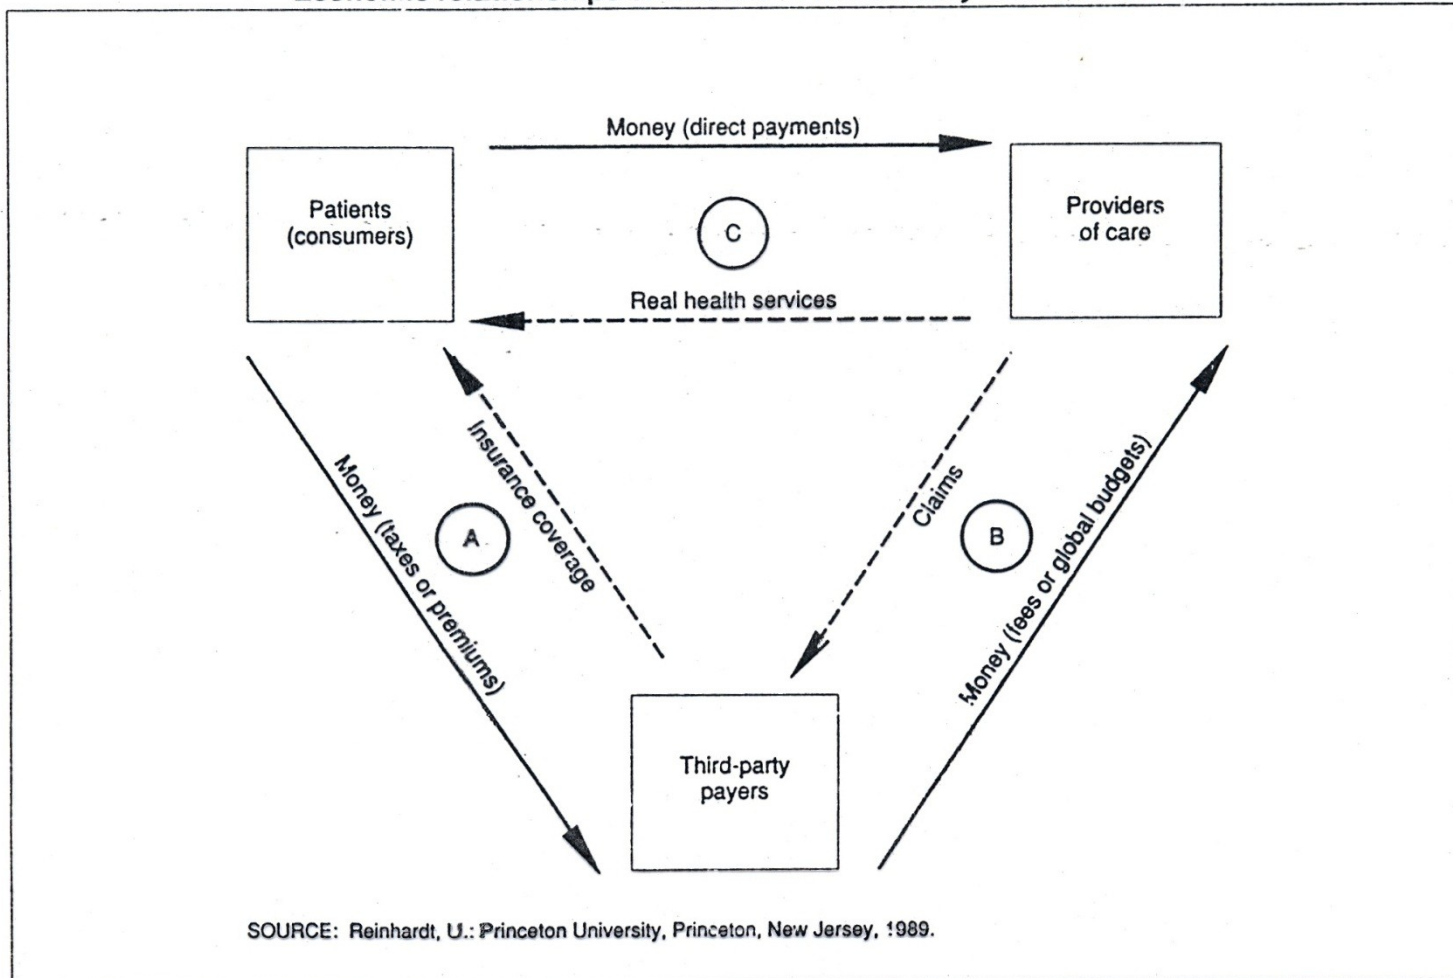 Money (direct payments)
Patients
(consumers)
C
Providers
of care
Real health services
Money (taxes or premiums)
A
Insurance coverage
Claims
B
Money (fees or global budgets)
Third-party
payers
SOURCE: Reinhardt, U.: Princeton University, Princeton, New Jersey, 1989.